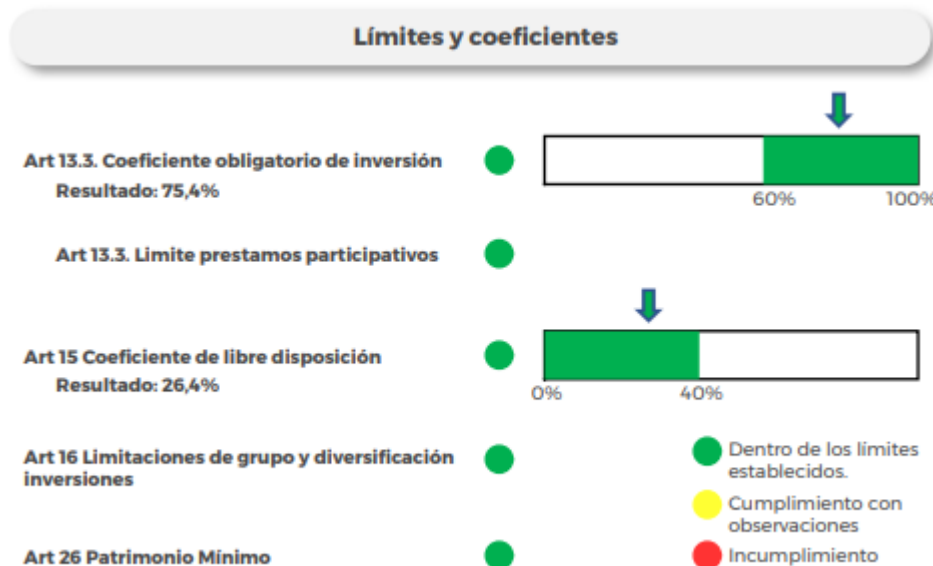 Límites y coeficientes
Art 13.3. Coeficiente obligatorio de inversión
Resultado: 75,4%
60%
100%
Art 13.3. Limite prestamos participativos
Art 15 Coeficiente de libre disposición
Resultado: 26,4%
0%
40%
Art 16 Limitaciones de grupo y diversificación
inversiones
Dentro de los límites
establecidos.
Cumplimiento con
observaciones
Art 26 Patrimonio Mínimo
Incumplimiento